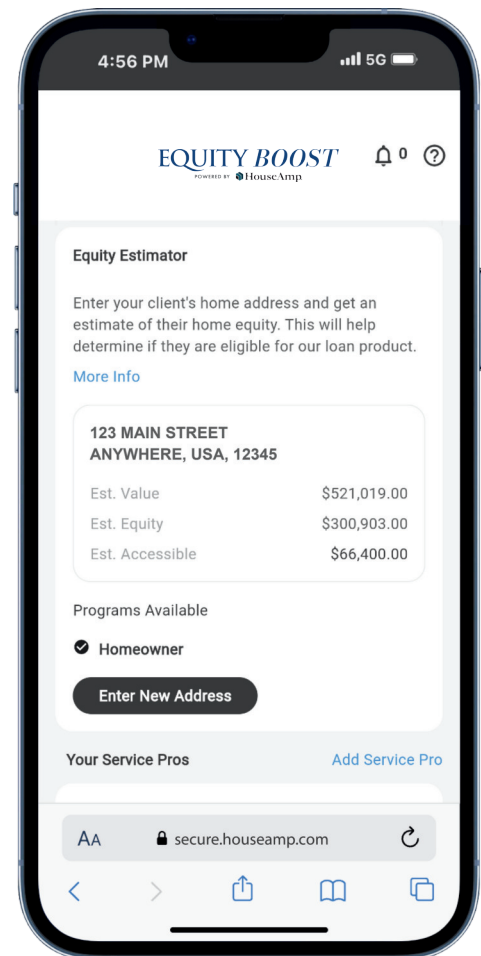 4:56 PM 5G
EQUITY BOOST 0 ?
POWERED BY HouseAmp
Equity Estimator
Enter your client's home address and get an
estimate of their home equity. This will help
determine if they are eligible for our loan product.
More Info
123 MAIN STREET
ANYWHERE, USA, 12345
Est. Value $521,019.00
Est. Equity $300,903.00
Est. Accessible $66,400.00
Programs Available
Homeowner
Enter New Address
Your Service Pros Add Service Pro
AA secure.houseamp.com